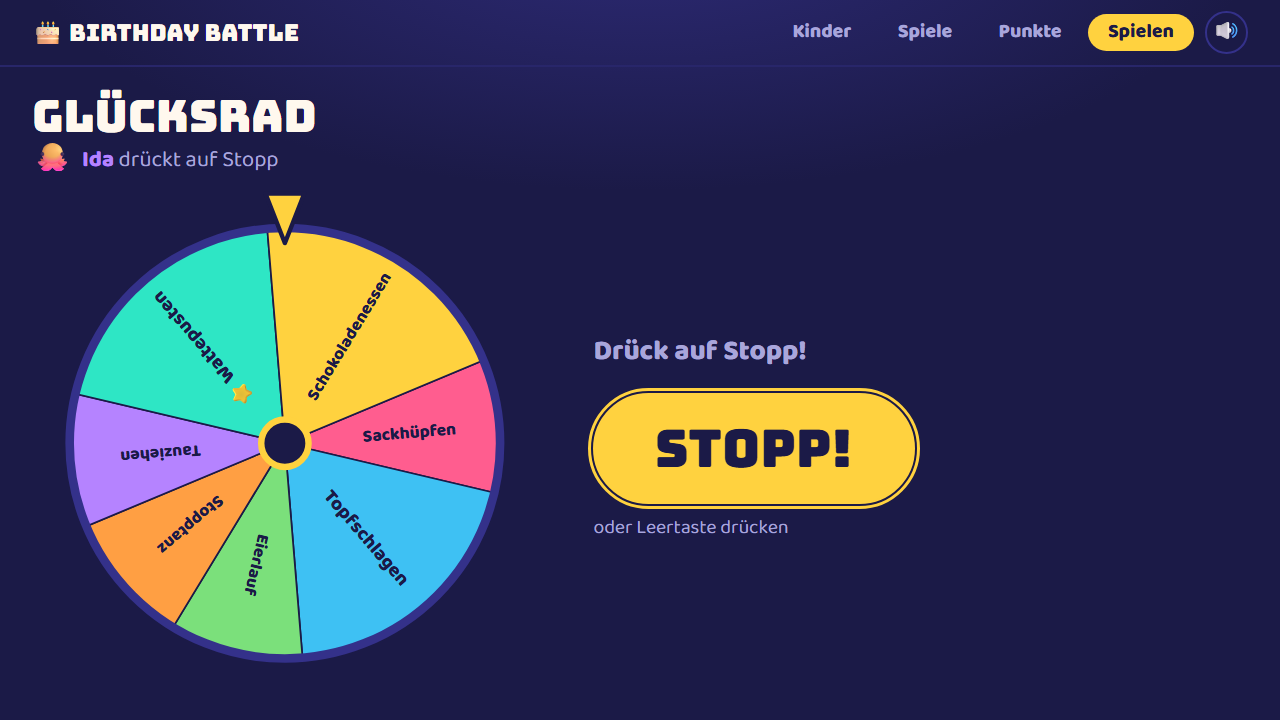 BIRTHDAY BATTLE
Kinder
Spiele
Punkte
Spielen
GLÜCKSRAD
Ida drückt auf Stopp
Schokoladenessen
Sackhüpfen
Topfschlagen
Eierlauf
Stopptanz
Tauziehen
Wattepusten
Drück auf Stopp!
STOPP!
oder Leertaste drücken